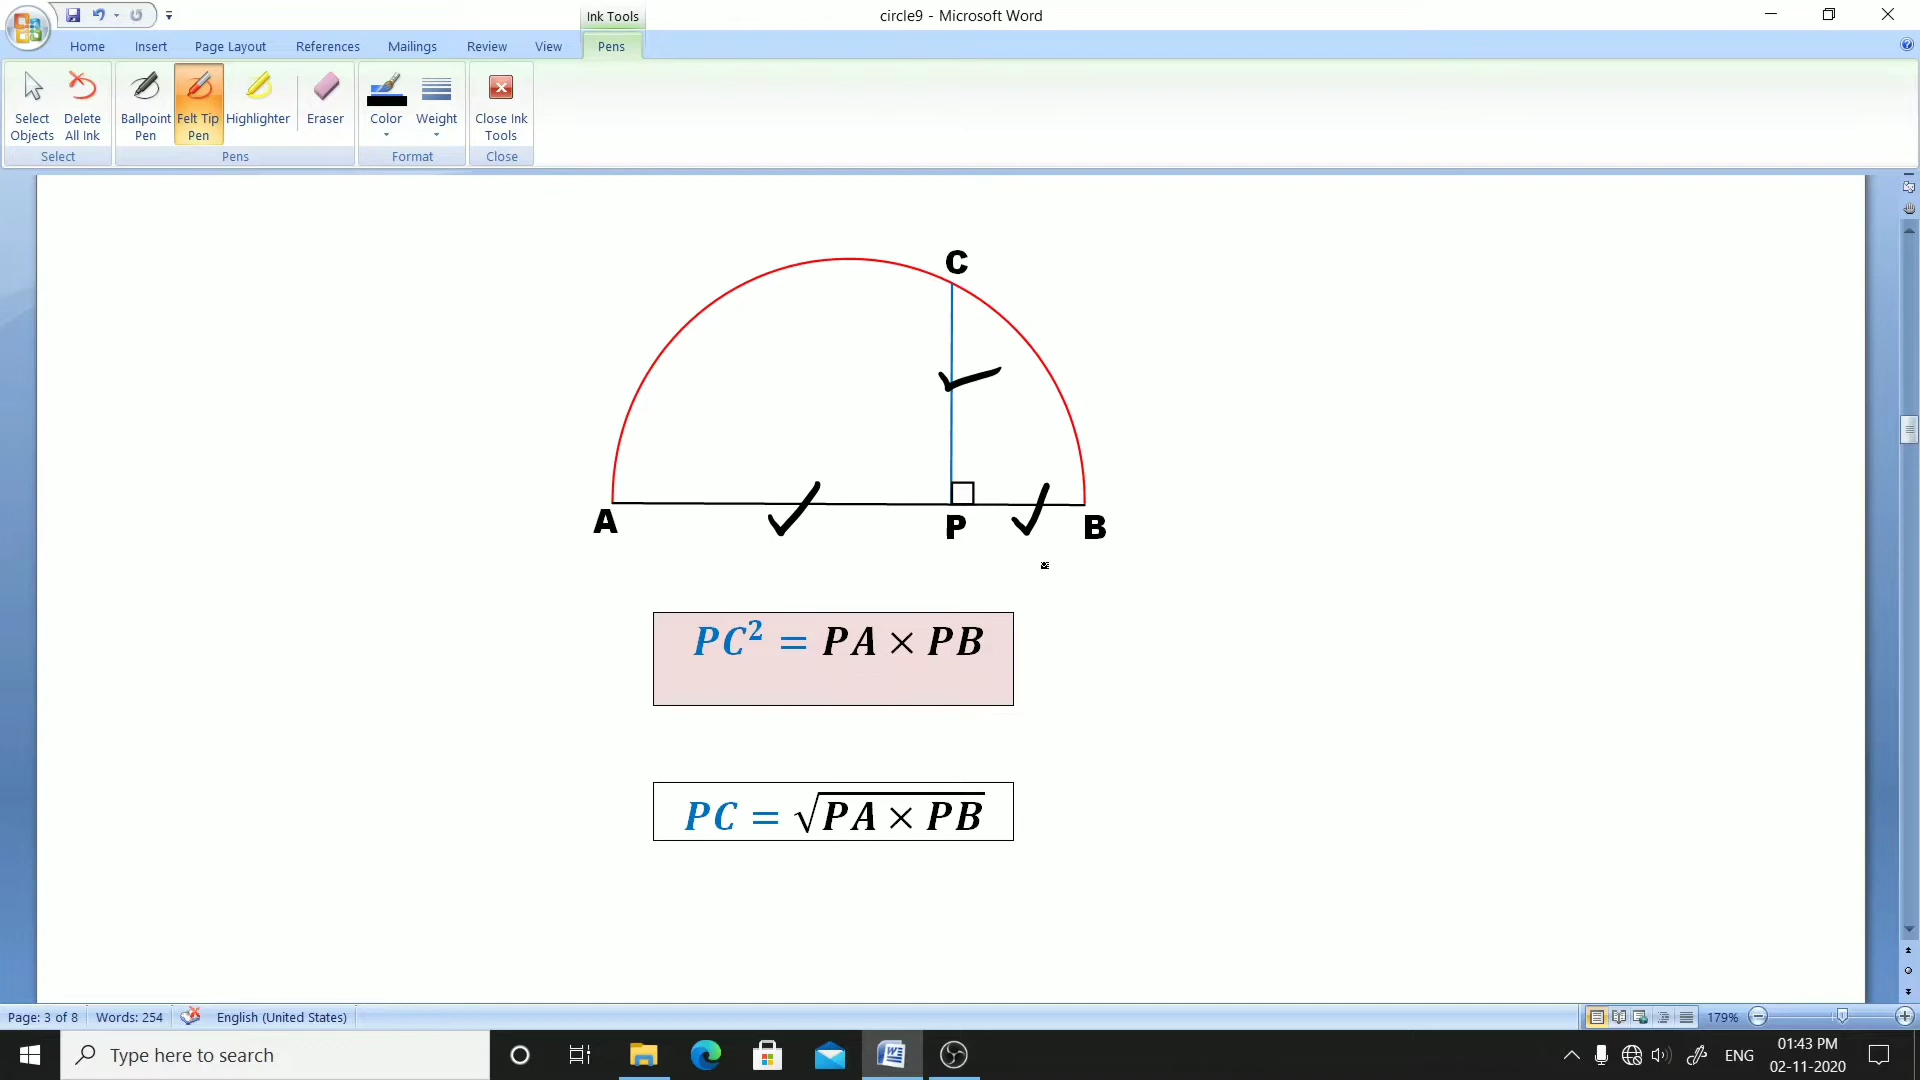 Ink Tools
circle9 - Microsoft Word
Home Insert Page Layout References Mailings Review View Pens
Select Objects
Delete All Ink
Ballpoint Pen
Felt Tip Pen
Highlighter
Eraser
Color
Weight
Close Ink Tools
Select Pens Format Close
C
A P B
PC² = PA × PB
PC = √PA × PB
Page: 3 of 8 Words: 254 English (United States) 179%
Type here to search
ENG
01:43 PM
02-11-2020